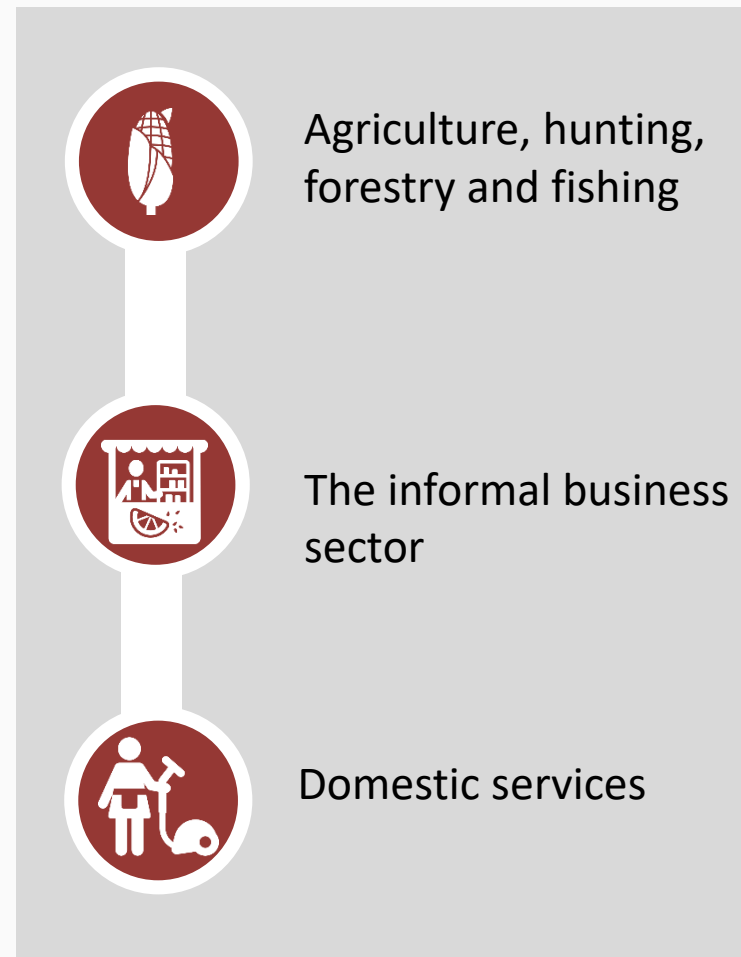 Agriculture, hunting,
forestry and fishing
The informal business
sector
Domestic services